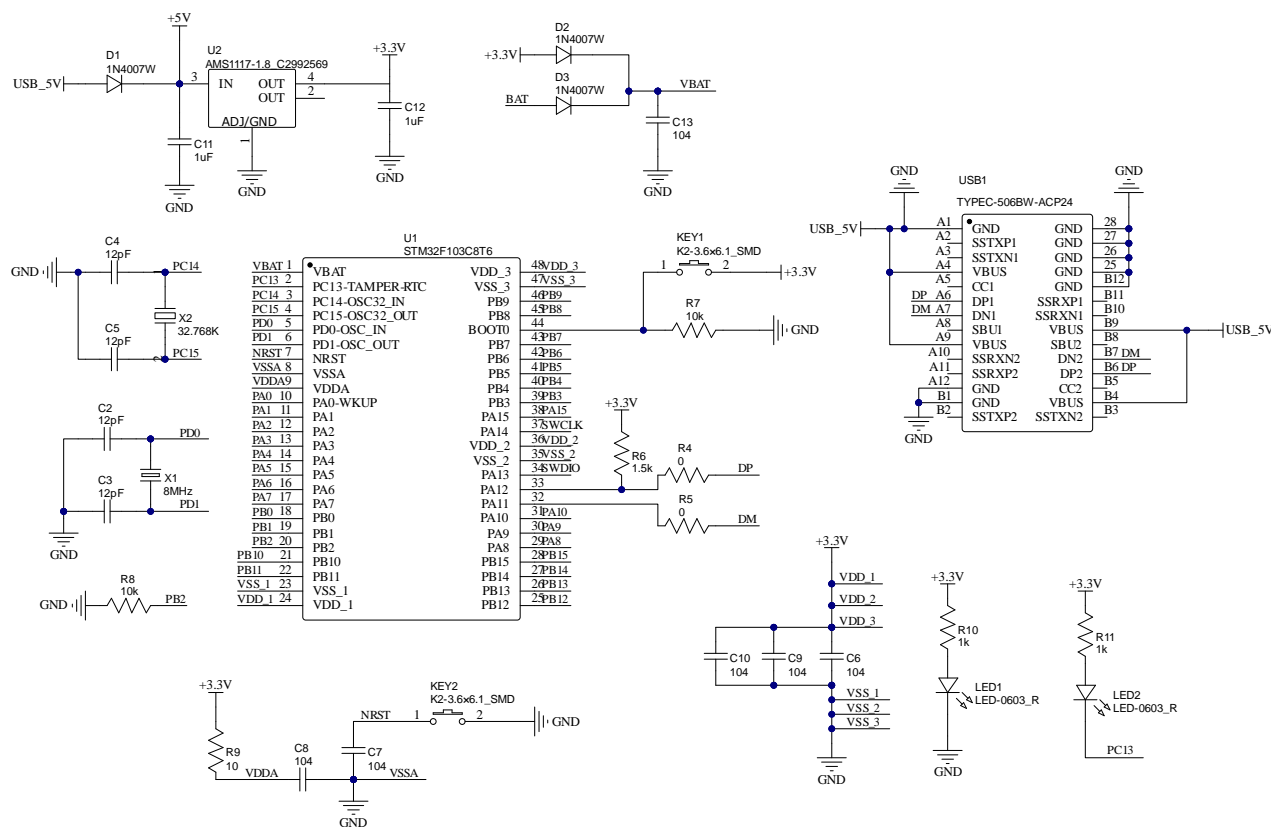 +5V
D1
1N4007W
USB_5V
U2
AMS1117-1.8_C2992569
3
IN
OUT
4
OUT
2
ADJ/GND
1
GND
C11
1uF
GND
+3.3V
C12
1uF
GND
D2
1N4007W
+3.3V
D3
1N4007W
BAT
VBAT
C13
104
GND
C4
12pF
GND
PC14
X2
32.768K
C5
12pF
PC15
C2
12pF
PD0
X1
8MHz
C3
12pF
PD1
GND
R8
10k
GND
PB2
U1
STM32F103C8T6
VBAT 1 VBAT
PC13 2 PC13-TAMPER-RTC
PC14 3 PC14-OSC32_IN
PC15 4 PC15-OSC32_OUT
PD0 5 PD0-OSC_IN
PD1 6 PD1-OSC_OUT
NRST 7 NRST
VSSA 8 VSSA
VDDA 9 VDDA
PA0 10 PA0-WKUP
PA1 11 PA1
PA2 12 PA2
PA3 13 PA3
PA4 14 PA4
PA5 15 PA5
PA6 16 PA6
PA7 17 PA7
PB0 18 PB0
PB1 19 PB1
PB2 20 PB2
PB10 21 PB10
PB11 22 PB11
VSS_1 23 VSS_1
VDD_1 24 VDD_1
VDD_3 48 VDD_3
VSS_3 47 VSS_3
PB9 46 PB9
PB8 45 PB8
BOOT0 44
PB7 43 PB7
PB6 42 PB6
PB5 41 PB5
PB4 40 PB4
PB3 39 PB3
PA15 38 PA15
PA14 37 SWCLK
VDD_2 36 VDD_2
VSS_2 35 VSS_2
PA13 34 SWDIO
PA12 33
PA11 32
PA10 31 PA10
PA9 30 PA9
PA8 29 PA8
PB15 28 PB15
PB14 27 PB14
PB13 26 PB13
PB12 25 PB12
KEY1
K2-3.6x6.1_SMD
1
2
+3.3V
R7
10k
GND
+3.3V
R6
1.5k
R4
0
DP
R5
0
DM
USB1
TYPEC-506BW-ACP24
GND
GND
USB_5V
A1 GND
A2 SSTXP1
A3 SSTXN1
A4 VBUS
A5 CC1
DP A6 DP1
DM A7 DN1
A8 SBU1
A9 VBUS
A10 SSRXN2
A11 SSRXP2
A12 GND
B1 GND
B2 SSTXP2
GND
GND 28
GND 27
GND 26
GND 25
GND B12
SSRXP1 B11
SSRXN1 B10
VBUS B9
SBU2 B8
DN2 B7 DM
DP2 B6 DP
CC2 B5
VBUS B4
SSTXN2 B3
USB_5V
+3.3V
R9
10
VDDA
C8
104
NRST
C7
104
VSSA
GND
KEY2
K2-3.6x6.1_SMD
1
2
GND
+3.3V
VDD_1
VDD_2
VDD_3
C10
104
C9
104
C6
104
VSS_1
VSS_2
VSS_3
GND
+3.3V
R10
1k
LED1
LED-0603_R
GND
+3.3V
R11
1k
LED2
LED-0603_R
PC13